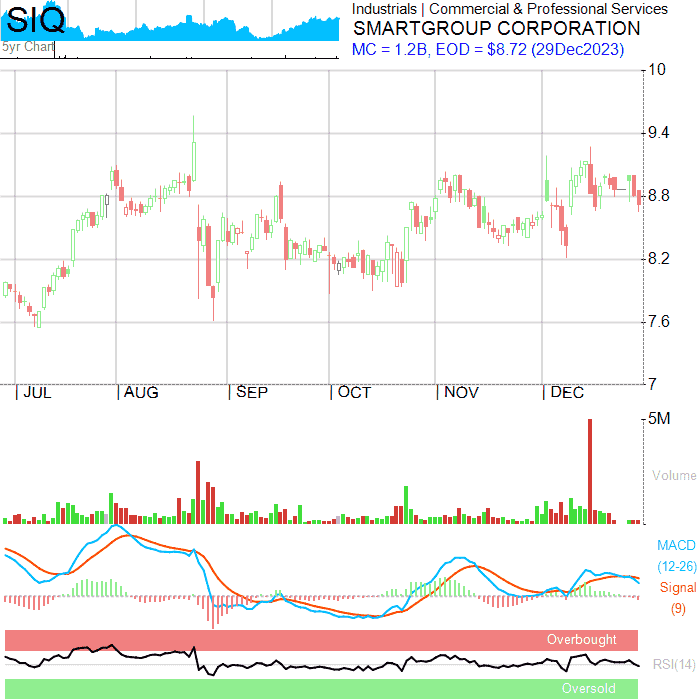 SIQ
5yr Chart
Industrials | Commercial & Professional Services
SMARTGROUP CORPORATION
MC = 1.2B, EOD = $8.72 (29Dec2023)
10
9.4
8.8
8.2
7.6
7
| JUL | AUG | SEP | OCT | NOV | DEC
5M
Volume
MACD
(12-26)
Signal
(9)
Overbought
RSI(14)
Oversold